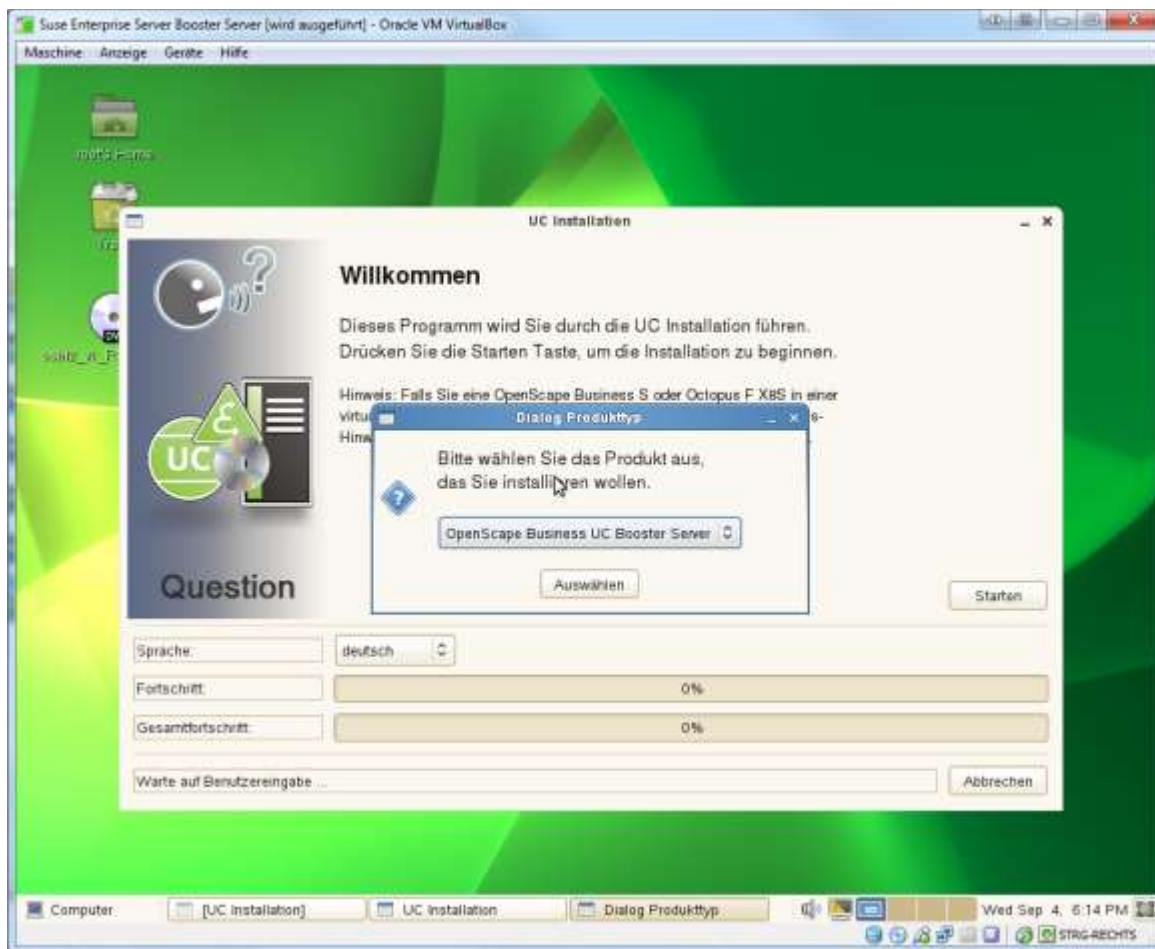 Suse Enterprise Server Booster Server [wird ausgeführt] - Oracle VM VirtualBox
Maschine Anzeige Geräte Hilfe
root's Home
UC Installation
Willkommen
Dieses Programm wird Sie durch die UC Installation führen.
Drücken Sie die Starten Taste, um die Installation zu beginnen.
Hinweis: Falls Sie eine OpenScape Business S oder Octopus F X8S in einer
Dialog Produkttyp
Bitte wählen Sie das Produkt aus,
das Sie installieren wollen.
OpenScape Business UC Booster Server
Auswählen
UC
Question
Starten
Sprache:
deutsch
Fortschritt:
0%
Gesamtfortschritt:
0%
Warte auf Benutzereingabe ...
Abbrechen
Computer
[UC Installation]
UC Installation
Dialog Produkttyp
Wed Sep 4, 6:14 PM
STRG-RECHTS